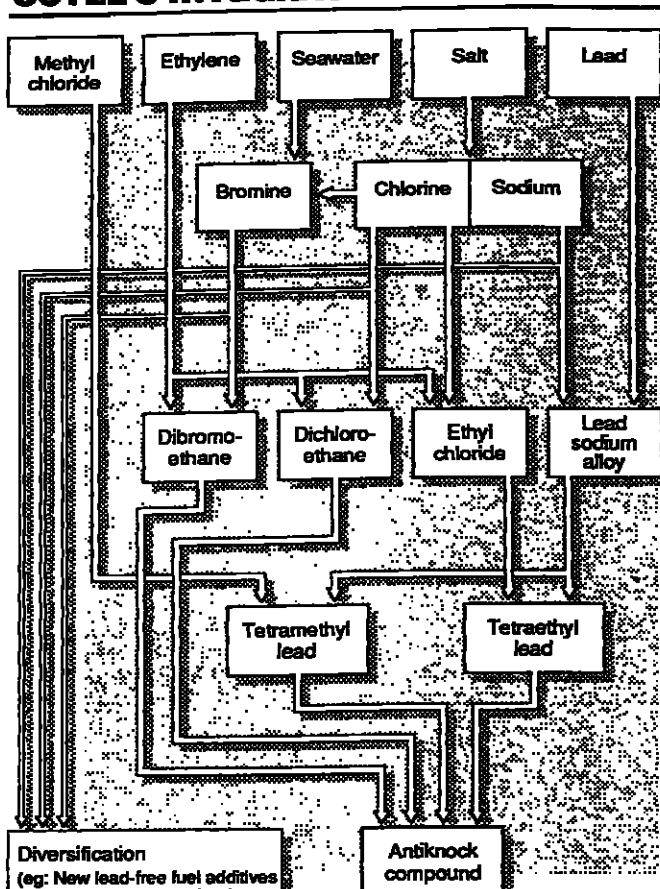 Methyl
chloride
Ethylene
Seawater
Salt
Lead
Bromine
Chlorine
Sodium
Dibromo-
ethane
Dichloro-
ethane
Ethyl
chloride
Lead
sodium
alloy
Tetramethyl
lead
Tetraethyl
lead
Diversification
(eg: New lead-free fuel additives
Antiknock
compound